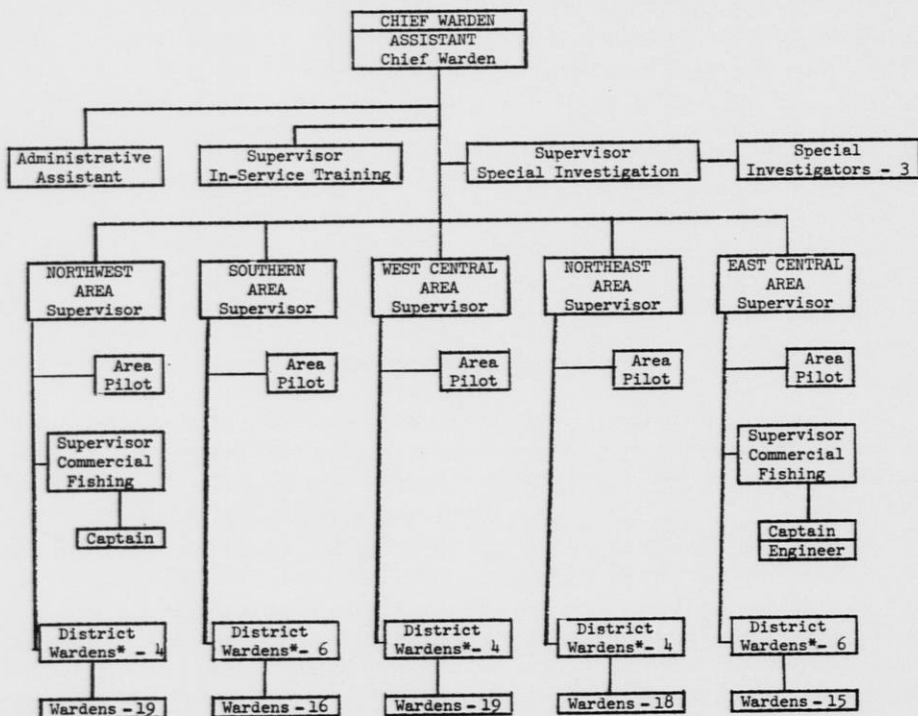 CHIEF WARDEN
ASSISTANT
Chief Warden
Administrative
Assistant
Supervisor
In-Service Training
Supervisor
Special Investigation
Special
Investigators - 3
NORTHWEST
AREA
Supervisor
SOUTHERN
AREA
Supervisor
WEST CENTRAL
AREA
Supervisor
NORTHEAST
AREA
Supervisor
EAST CENTRAL
AREA
Supervisor
Area
Pilot
Area
Pilot
Area
Pilot
Area
Pilot
Area
Pilot
Supervisor
Commercial
Fishing
Supervisor
Commercial
Fishing
Captain
Captain
Engineer
District
Wardens* - 4
District
Wardens* - 6
District
Wardens* - 4
District
Wardens* - 4
District
Wardens* - 6
Wardens - 19
Wardens - 16
Wardens - 19
Wardens - 18
Wardens - 15